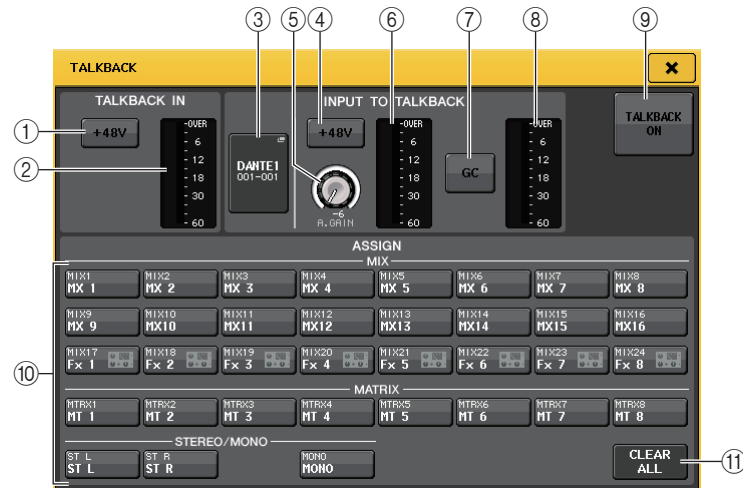 ③ ⑤ ④ ⑥ ⑦ ⑧ ⑨
TALKBACK
TALKBACK IN
INPUT TO TALKBACK
TALKBACK
ON
① ② ⑩ ⑪
+48V
OVER
6
12
18
30
60
DANTE1
001-001
+48V
-6
A.GAIN
OVER
6
12
18
30
60
GC
OVER
6
12
18
30
60
ASSIGN
MIX
MIX1 MIX2 MIX3 MIX4 MIX5 MIX6 MIX7 MIX8
MX 1 MX 2 MX 3 MX 4 MX 5 MX 6 MX 7 MX 8
MIX9 MIX10 MIX11 MIX12 MIX13 MIX14 MIX15 MIX16
MX 9 MX10 MX11 MX12 MX13 MX14 MX15 MX16
MIX17 MIX18 MIX19 MIX20 MIX21 MIX22 MIX23 MIX24
Fx 1 Fx 2 Fx 3 Fx 4 Fx 5 Fx 6 Fx 7 Fx 8
MATRIX
MTRX1 MTRX2 MTRX3 MTRX4 MTRX5 MTRX6 MTRX7 MTRX8
MT 1 MT 2 MT 3 MT 4 MT 5 MT 6 MT 7 MT 8
STEREO/MONO
ST L ST R MONO
ST L ST R MONO
CLEAR
ALL